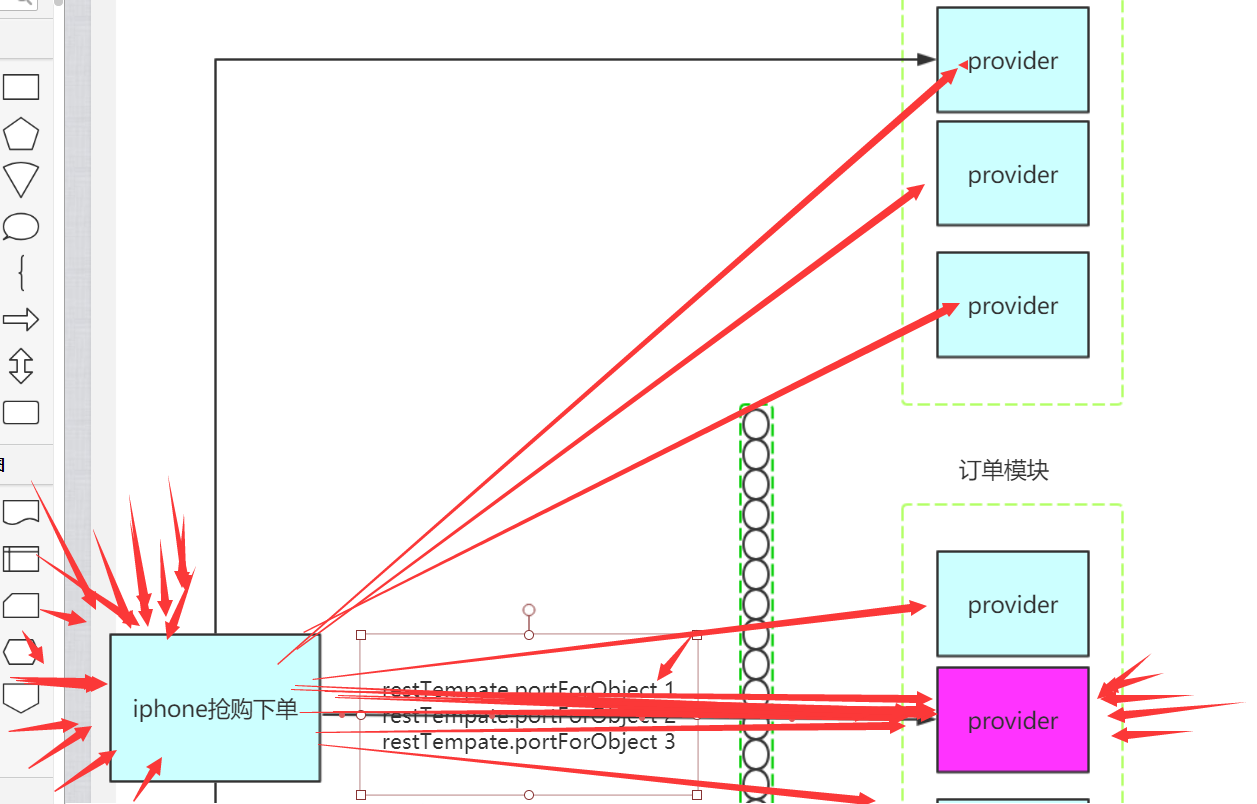 provider
provider
provider
订单模块
provider
iphone抢购下单
restTempate.portForObject 1
restTempate.portForObject 2
restTempate.portForObject 3
provider